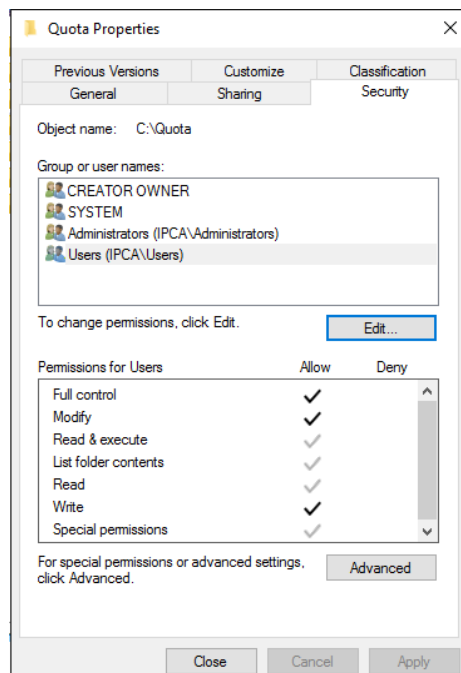 Quota Properties
Previous Versions Customize Classification
General Sharing Security
Object name: C:\Quota
Group or user names:
CREATOR OWNER
SYSTEM
Administrators (IPCA\Administrators)
Users (IPCA\Users)
To change permissions, click Edit.
Edit...
Permissions for Users Allow Deny
Full control
Modify
Read & execute
List folder contents
Read
Write
Special permissions
For special permissions or advanced settings,
click Advanced.
Advanced
Close Cancel Apply